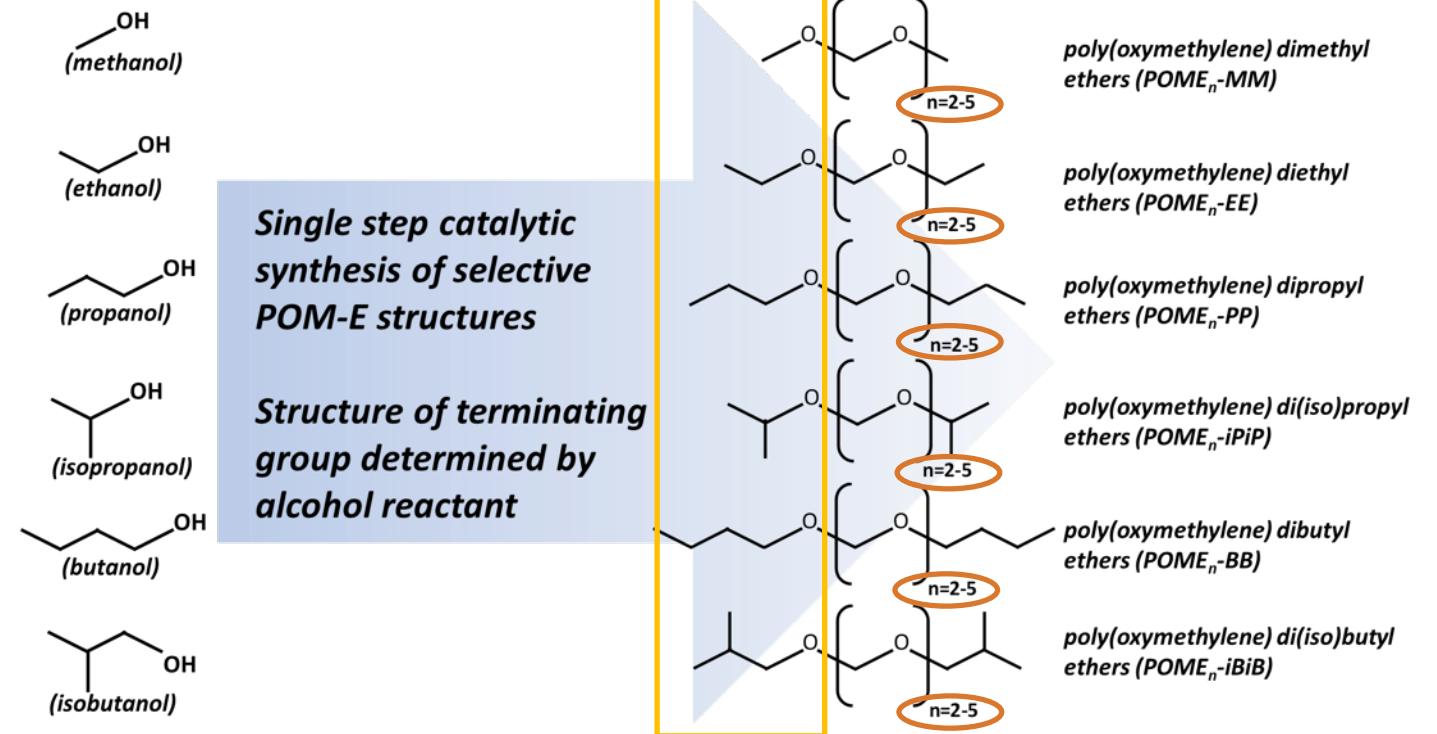 OH
(methanol)
OH
(ethanol)
OH
(propanol)
OH
(isopropanol)
OH
(butanol)
OH
(isobutanol)
Single step catalytic
synthesis of selective
POM-E structures
Structure of terminating
group determined by
alcohol reactant
O O
n=2-5
O O
n=2-5
O O
n=2-5
O O
n=2-5
O O
n=2-5
O O
n=2-5
poly(oxymethylene) dimethyl
ethers (POMEn-MM)
poly(oxymethylene) diethyl
ethers (POMEn-EE)
poly(oxymethylene) dipropyl
ethers (POMEn-PP)
poly(oxymethylene) di(iso)propyl
ethers (POMEn-iPiP)
poly(oxymethylene) dibutyl
ethers (POMEn-BB)
poly(oxymethylene) di(iso)butyl
ethers (POMEn-iBiB)